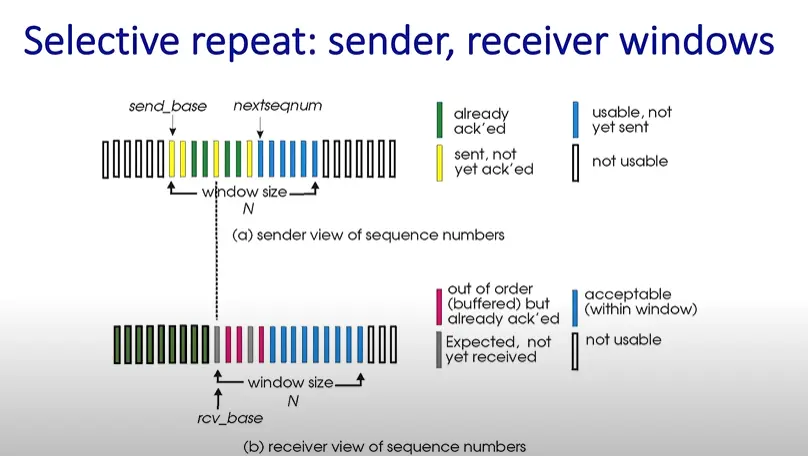 Selective repeat: sender, receiver windows
send_base
nextseqnum
already
ack'ed
usable, not
yet sent
sent, not
yet ack'ed
not usable
window size
N
(a) sender view of sequence numbers
out of order
(buffered) but
already ack'ed
acceptable
(within window)
Expected, not
yet received
not usable
window size
N
rcv_base
(b) receiver view of sequence numbers